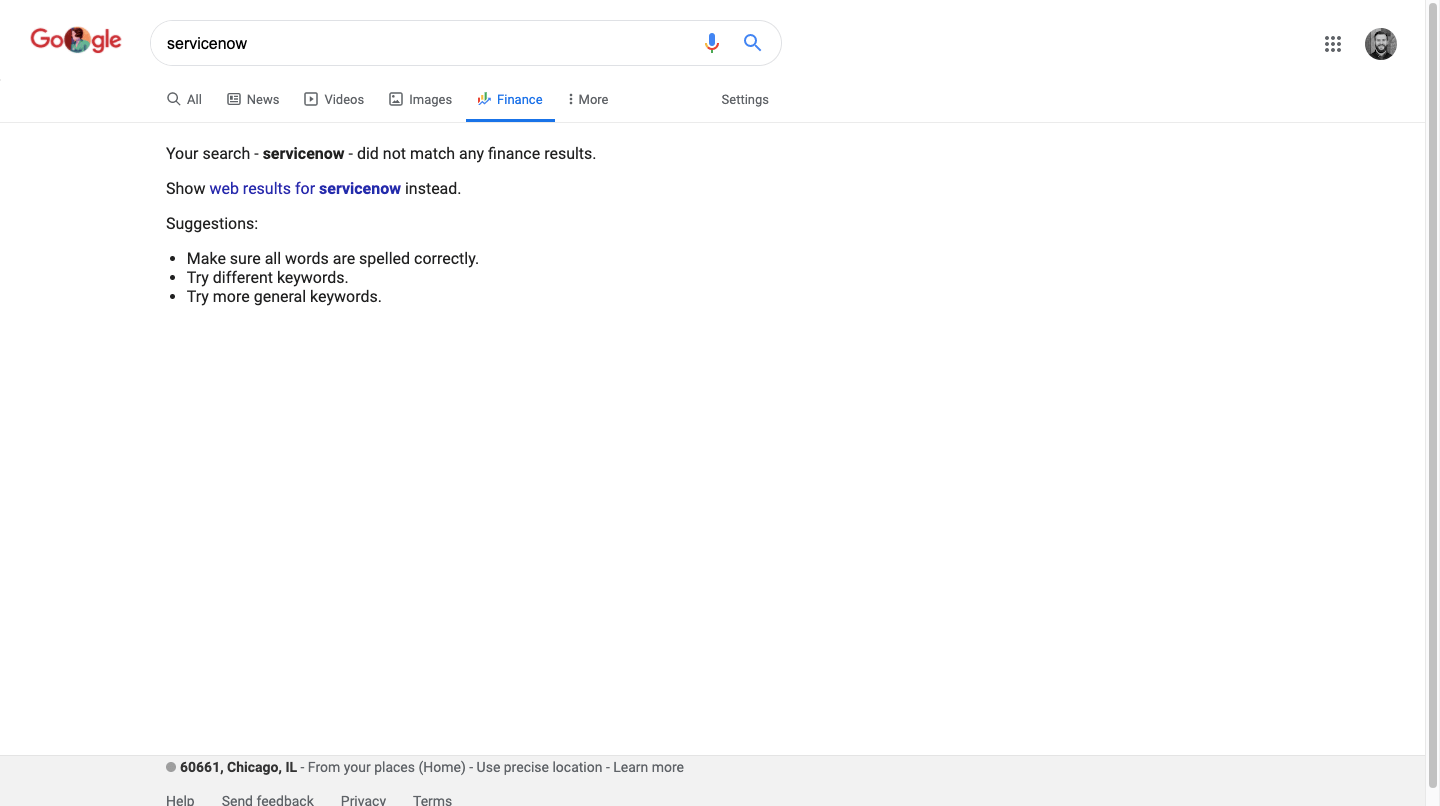 Google
servicenow
All News Videos Images Finance More Settings
Your search - servicenow - did not match any finance results.
Show web results for servicenow instead.
Suggestions:
Make sure all words are spelled correctly.
Try different keywords.
Try more general keywords.
60661, Chicago, IL - From your places (Home) - Use precise location - Learn more
Help Send feedback Privacy Terms